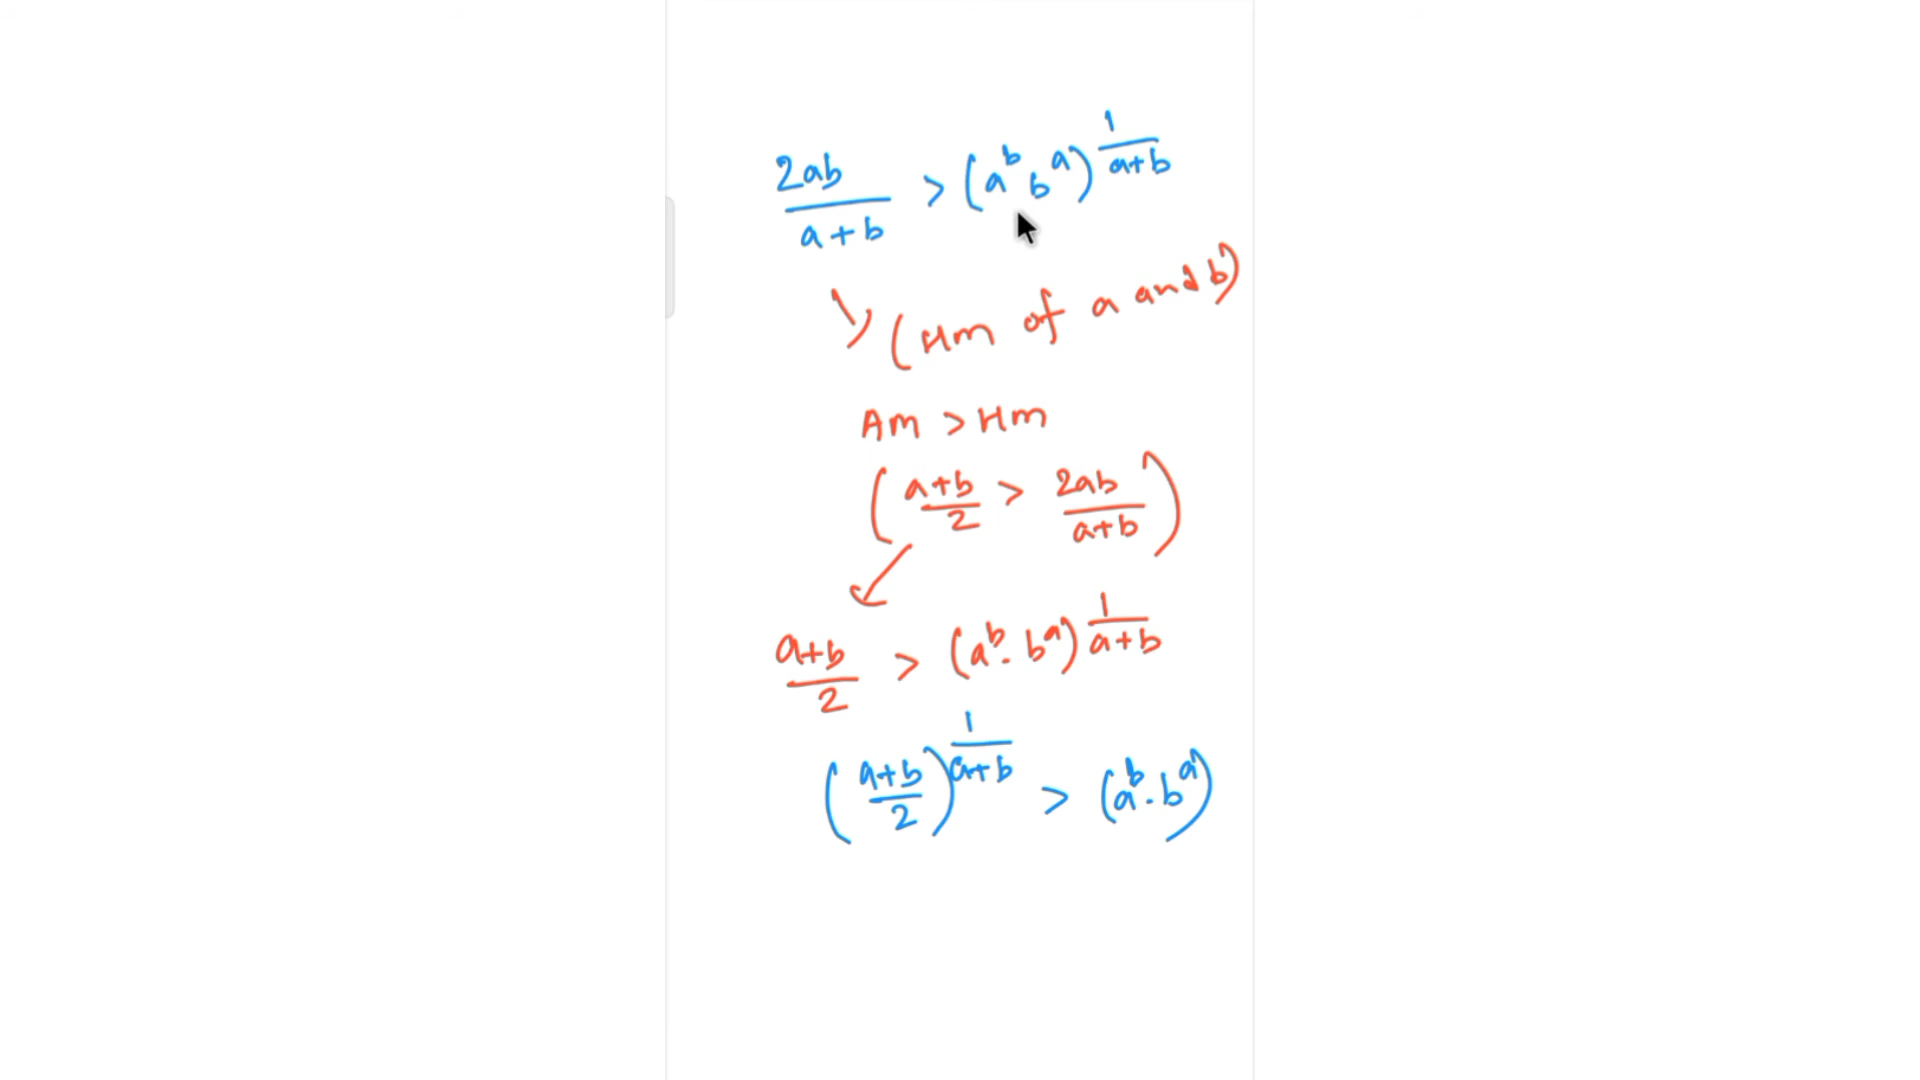 2ab/(a+b) > (a^b b^a)^(1/(a+b))
(Hm of a and b)
Am > Hm
((a+b)/2 > 2ab/(a+b))
(a+b)/2 > (a^b . b^a)^(1/(a+b))
((a+b)/2)^(1/(a+b)) > (a^b . b^a)